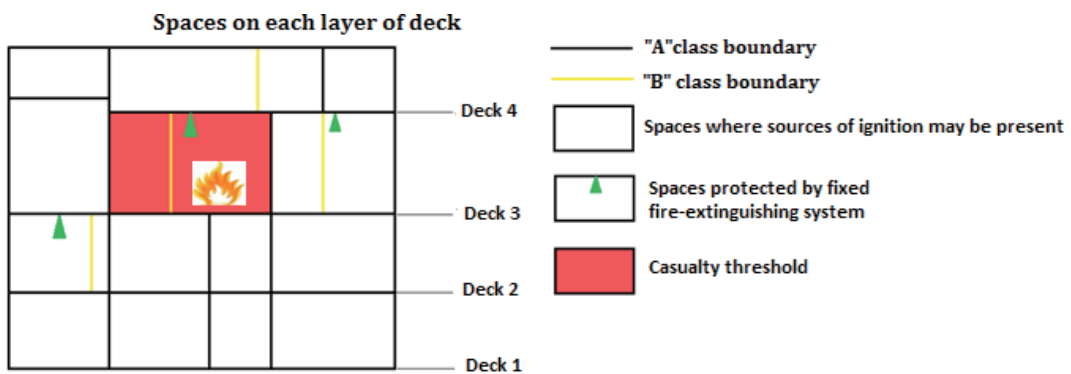 Spaces on each layer of deck
Deck 4
Deck 3
Deck 2
Deck 1
"A"class boundary
"B" class boundary
Spaces where sources of ignition may be present
Spaces protected by fixed
fire-extinguishing system
Casualty threshold